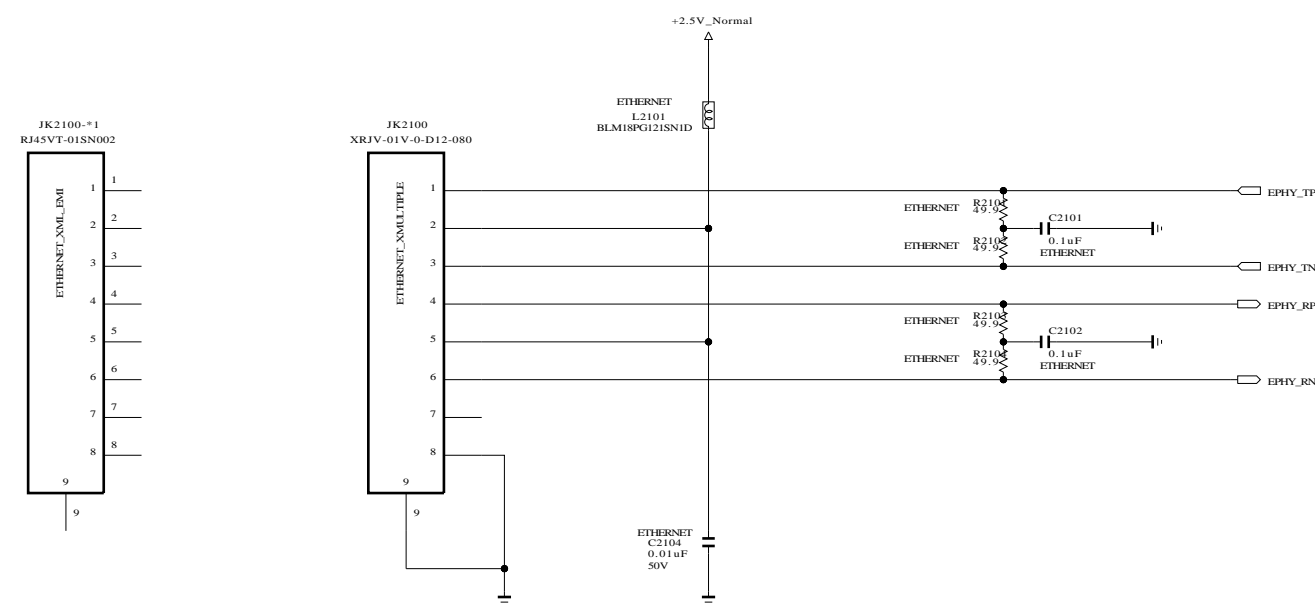 +2.5V_Normal
ETHERNET
L2101
BLM18PG121SN1D
JK2100-*1
RJ45VT-01SN002
ETHERNET_XML_EMI
1
1
2
2
3
3
4
4
5
5
6
6
7
7
8
8
9
9
JK2100
XRJV-01V-0-D12-080
ETHERNET_XMULTIPLE
1
2
3
4
5
6
7
8
9
9
EPHY_TP
ETHERNET
49.9
C2101
0.1uF
ETHERNET
ETHERNET
R2102
49.9
EPHY_TN
EPHY_RP
ETHERNET
R2103
49.9
C2102
0.1uF
ETHERNET
ETHERNET
49.9
EPHY_RN
ETHERNET
C2104
0.01uF
50V